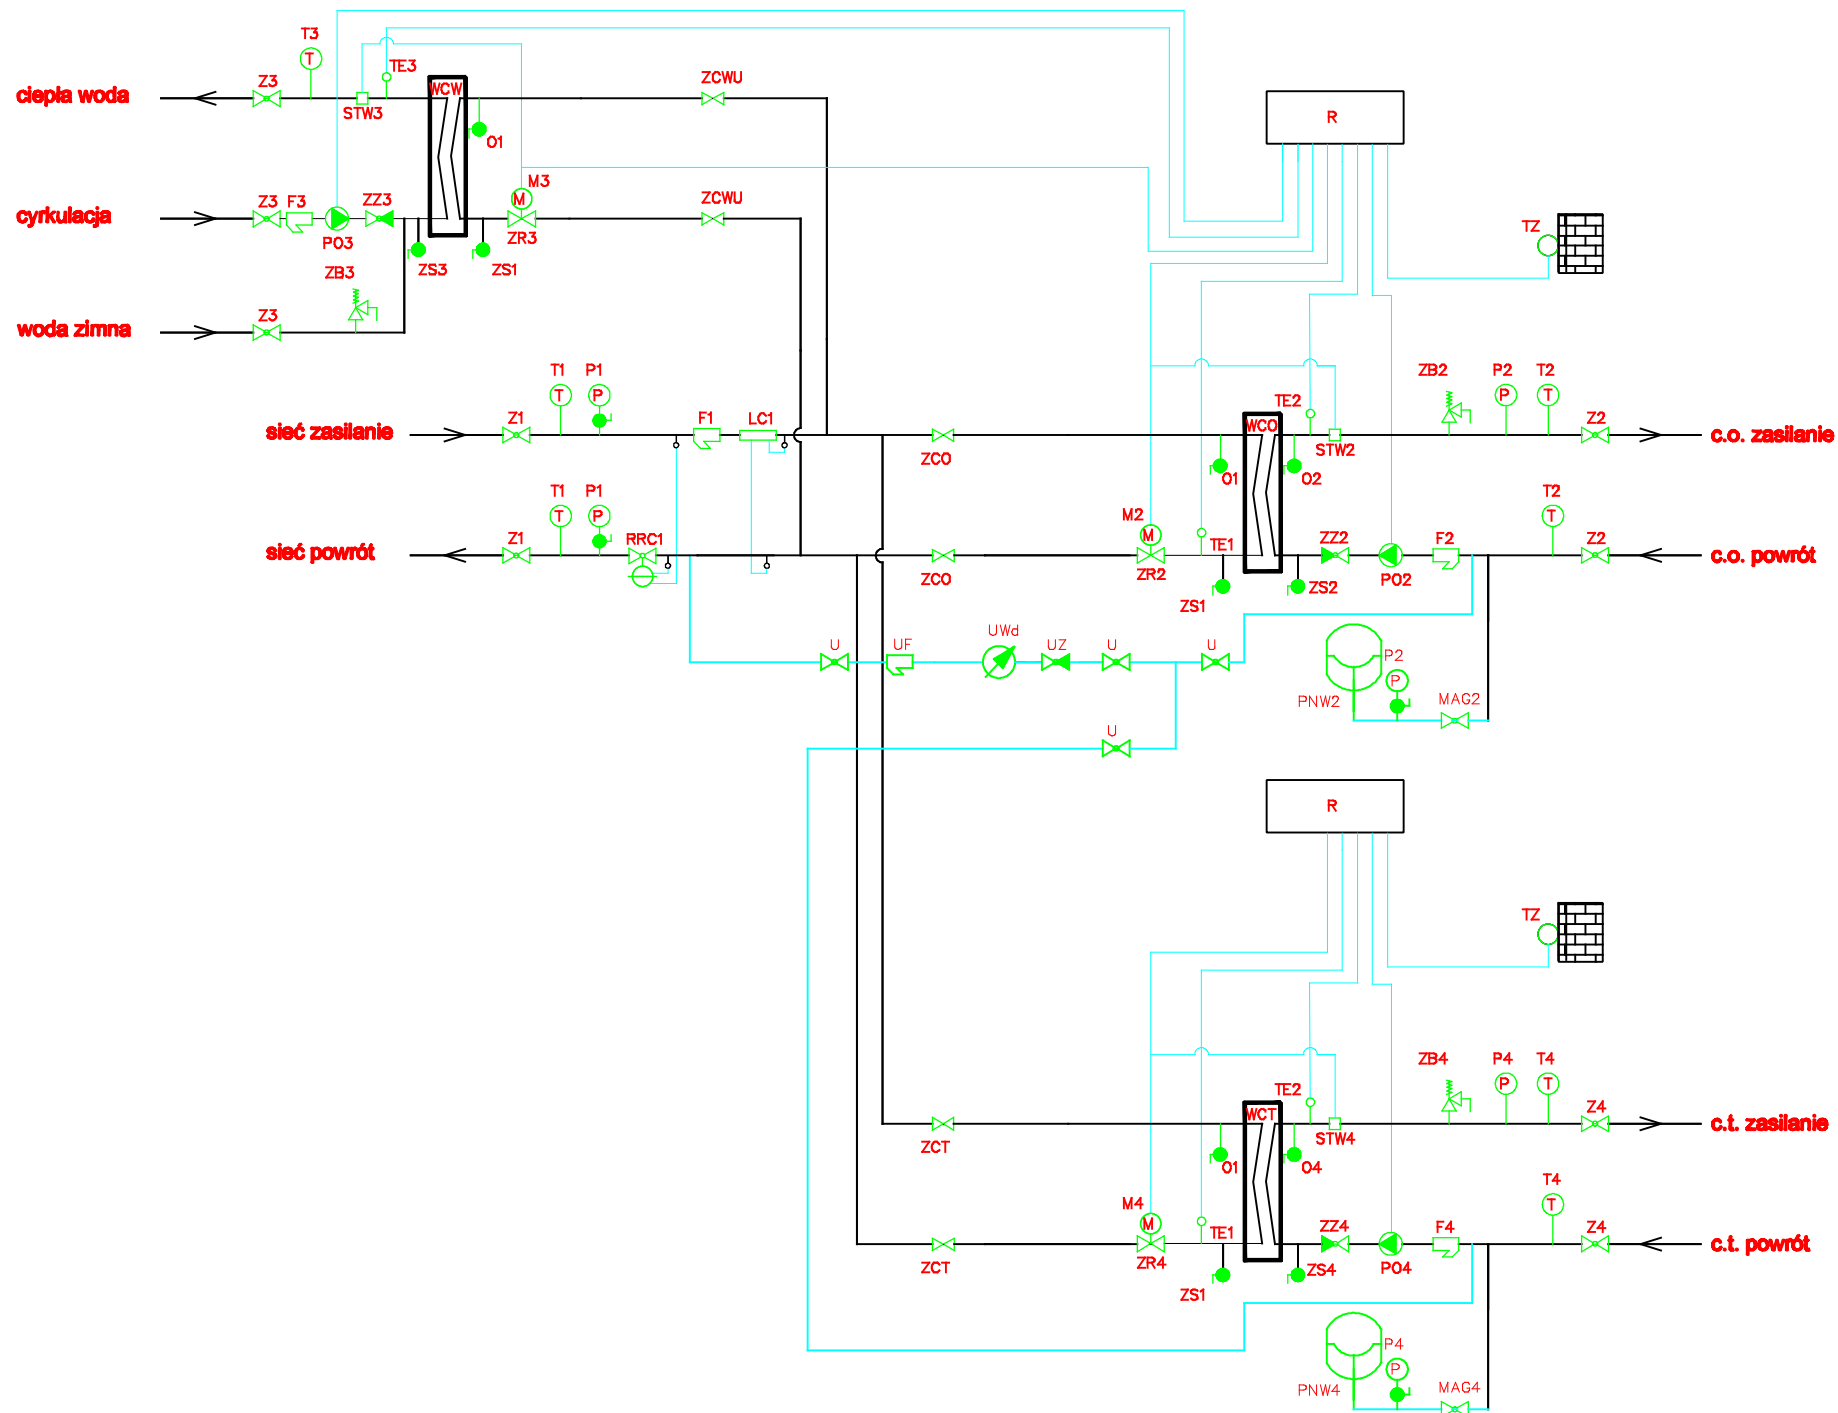 T3
T
TE3
Z3
WCW
ZCWU
ciepła woda
STW3
O1
R
M3
M
Z3
F3
ZZ3
ZCWU
cyrkulacja
PO3
ZR3
ZS3
ZS1
TZ
ZB3
Z3
woda zimna
T1
P1
T
P
ZB2
P2
T2
P
T
Z1
F1
LC1
TE2
WCO
Z2
sieć zasilanie
ZCO
STW2
c.o. zasilanie
O1
O2
T1
P1
T
P
M2
M
T2
T
Z1
RRC1
TE1
ZZ2
F2
Z2
sieć powrót
ZCO
ZR2
PO2
c.o. powrót
ZS1
ZS2
U
UF
UWd
UZ
U
U
P2
P
PNW2
MAG2
U
R
TZ
ZB4
P4
T4
P
T
TE2
WCT
Z4
ZCT
STW4
c.t. zasilanie
O1
O4
M4
M
T4
T
TE1
ZZ4
F4
Z4
ZCT
ZR4
ZS4
PO4
c.t. powrót
ZS1
P4
P
PNW4
MAG4